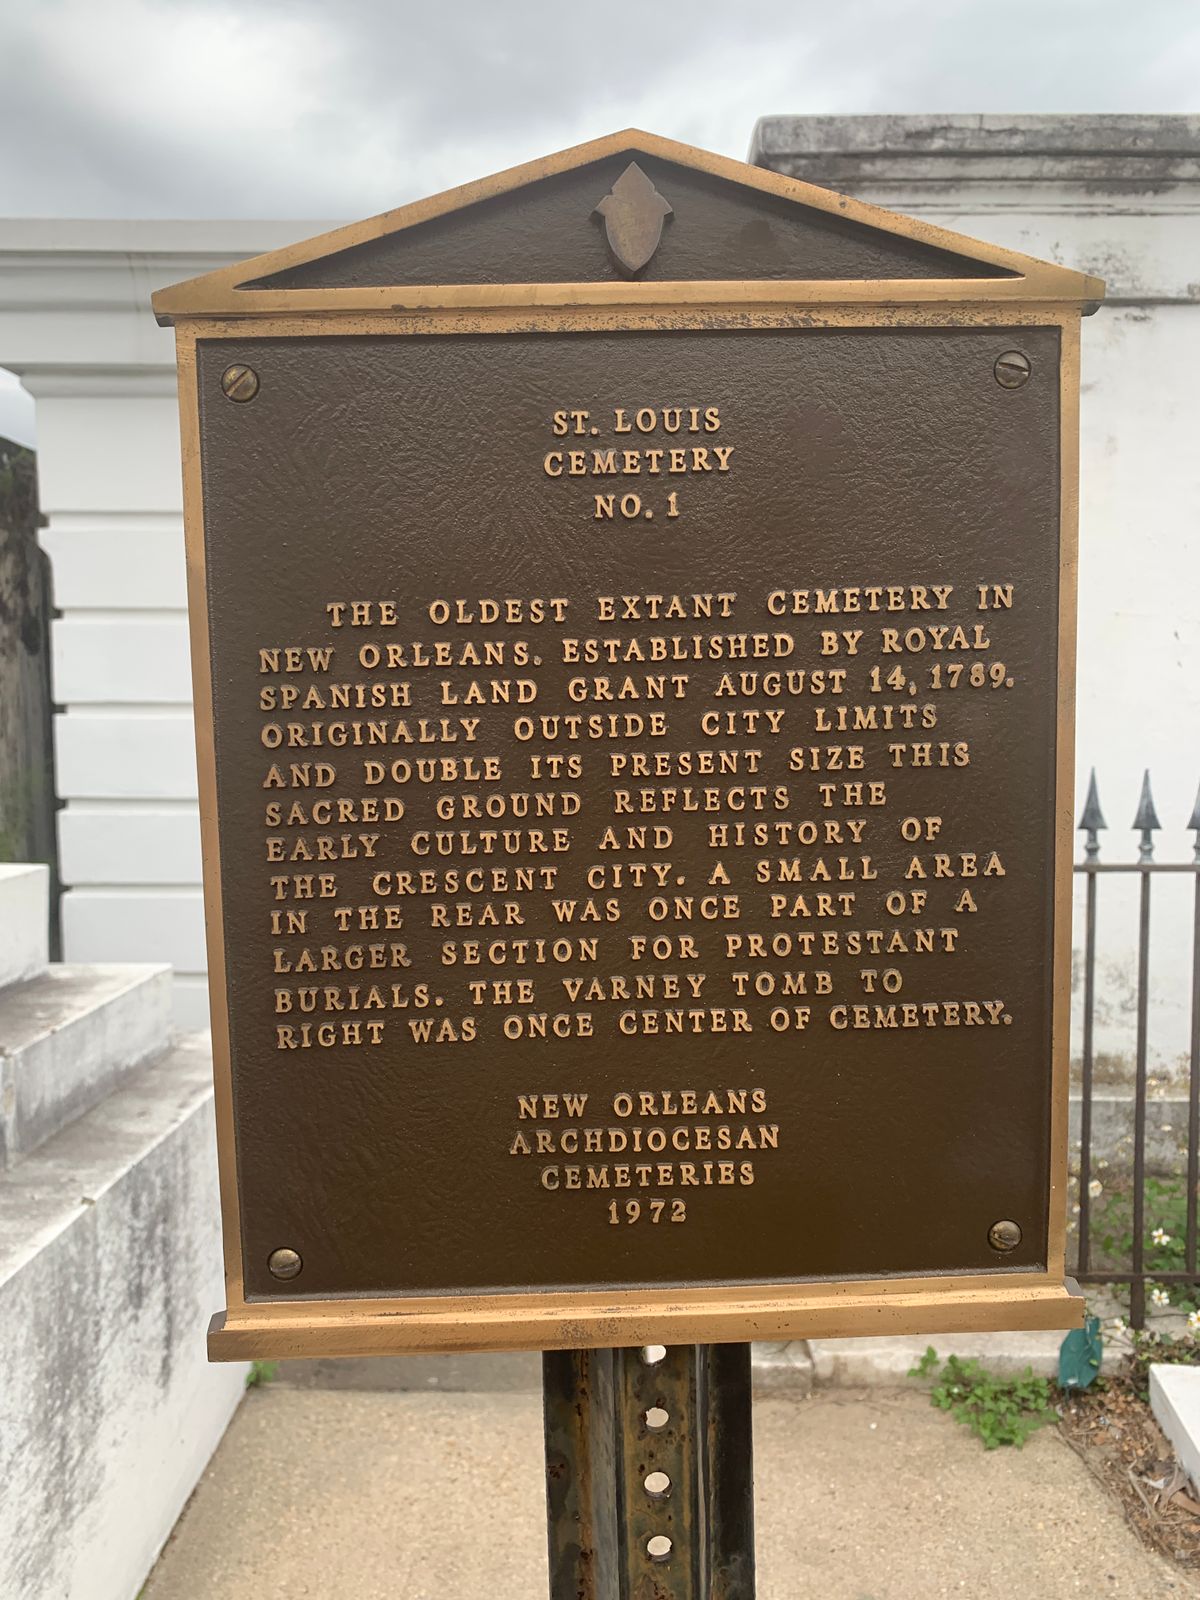 ST. LOUIS
CEMETERY
NO. 1
THE OLDEST EXTANT CEMETERY IN
NEW ORLEANS. ESTABLISHED BY ROYAL
SPANISH LAND GRANT AUGUST 14, 1789.
ORIGINALLY OUTSIDE CITY LIMITS
AND DOUBLE ITS PRESENT SIZE THIS
SACRED GROUND REFLECTS THE
EARLY CULTURE AND HISTORY OF
THE CRESCENT CITY. A SMALL AREA
IN THE REAR WAS ONCE PART OF A
LARGER SECTION FOR PROTESTANT
BURIALS. THE VARNEY TOMB TO
RIGHT WAS ONCE CENTER OF CEMETERY.
NEW ORLEANS
ARCHDIOCESAN
CEMETERIES
1972